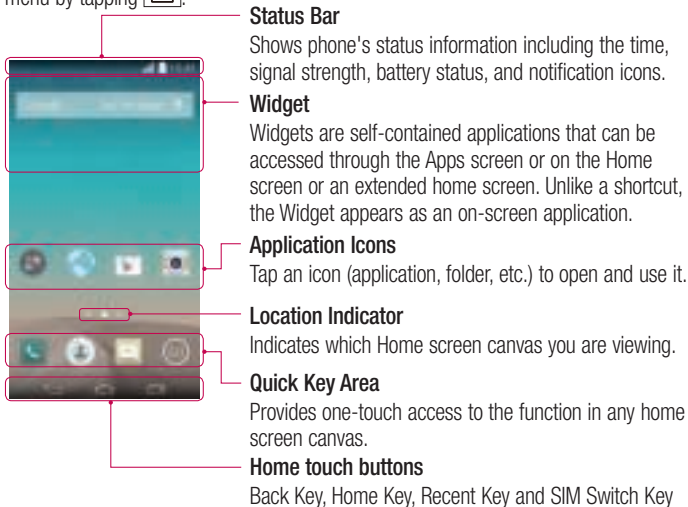 menu by tapping
Status Bar
Shows phone's status information including the time,
signal strength, battery status, and notification icons.
Widget
Widgets are self-contained applications that can be
accessed through the Apps screen or on the Home
screen or an extended home screen. Unlike a shortcut,
the Widget appears as an on-screen application.
Application Icons
Tap an icon (application, folder, etc.) to open and use it.
Location Indicator
Indicates which Home screen canvas you are viewing.
Quick Key Area
Provides one-touch access to the function in any home
screen canvas.
Home touch buttons
Back Key, Home Key, Recent Key and SIM Switch Key